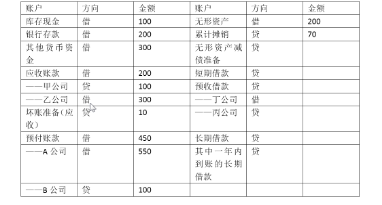 账户 方向 金额 账户 方向 金额
库存现金 借 100 无形资产 借 200
银行存款 借 200 累计摊销 贷 70
其他货币资 借 300 无形资产减 贷
金 值准备
应收账款 借 200 短期借款 贷
——甲公司 贷 100 预收借款 贷
——乙公司 借 300 ——丁公司 借
坏账准备（应 贷 10 ——丙公司 贷
收）
预付账款 借 450 长期借款 贷
——A 公司 借 550 其中一年内 贷
到账的长期
借款
——B 公司 贷 100